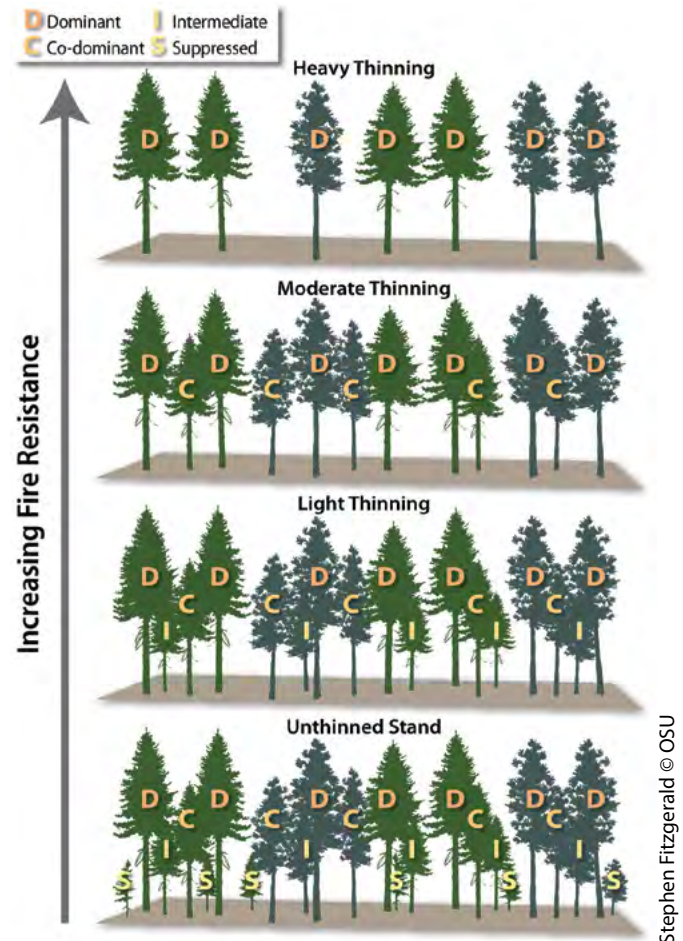 D Dominant I Intermediate
C Co-dominant S Suppressed
Increasing Fire Resistance
Heavy Thinning
D D D D D D D
Moderate Thinning
D D D D D D D
C C C C C
Light Thinning
D D D D D D D
C C C C C
I I I I I
Unthinned Stand
D D D D D D D
C C C C C
I I I I I
S S S S S S
Stephen Fitzgerald © OSU